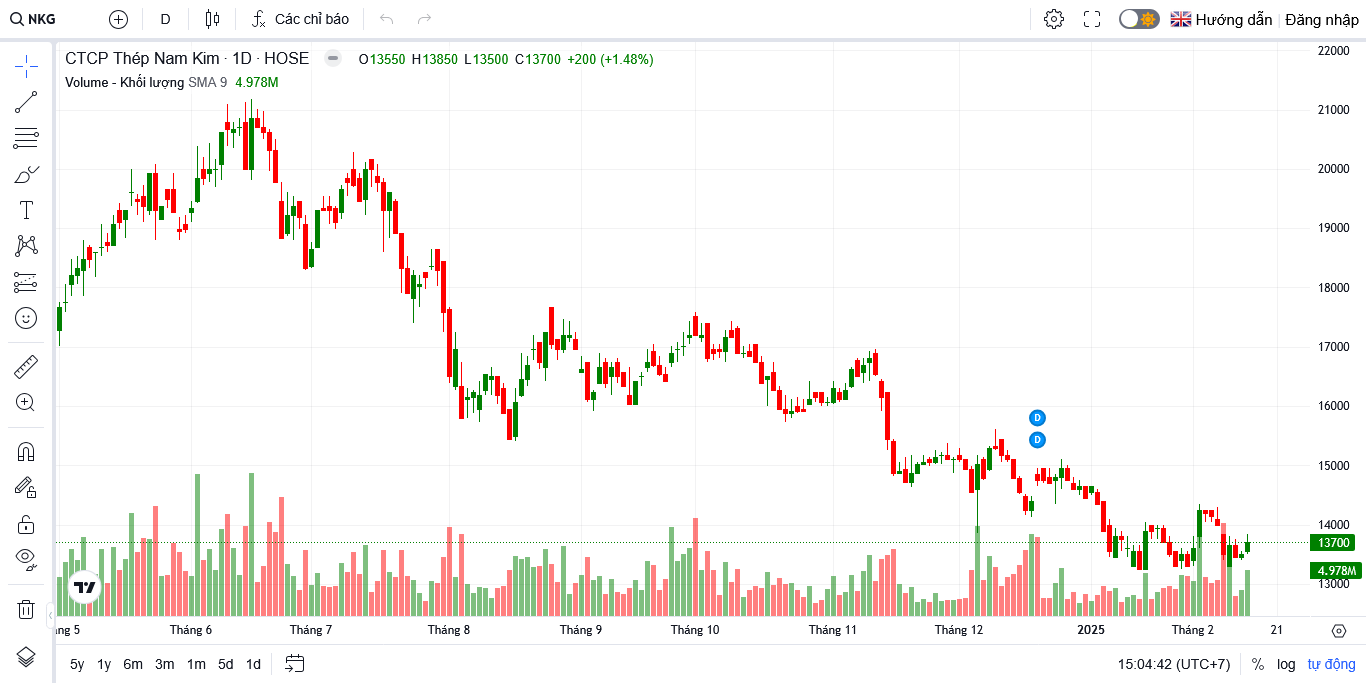 NKG D Các chỉ báo Hướng dẫn Đăng nhập
CTCP Thép Nam Kim · 1D · HOSE O13550 H13850 L13500 C13700 +200 (+1.48%)
Volume - Khối lượng SMA 9 4.978M
22000
21000
20000
19000
18000
17000
16000
D
D
15000
14000
13700
4.978M
13000
ng 5 Tháng 6 Tháng 7 Tháng 8 Tháng 9 Tháng 10 Tháng 11 Tháng 12 2025 Tháng 2 21
5y 1y 6m 3m 1m 5d 1d 15:04:42 (UTC+7) % log tự động